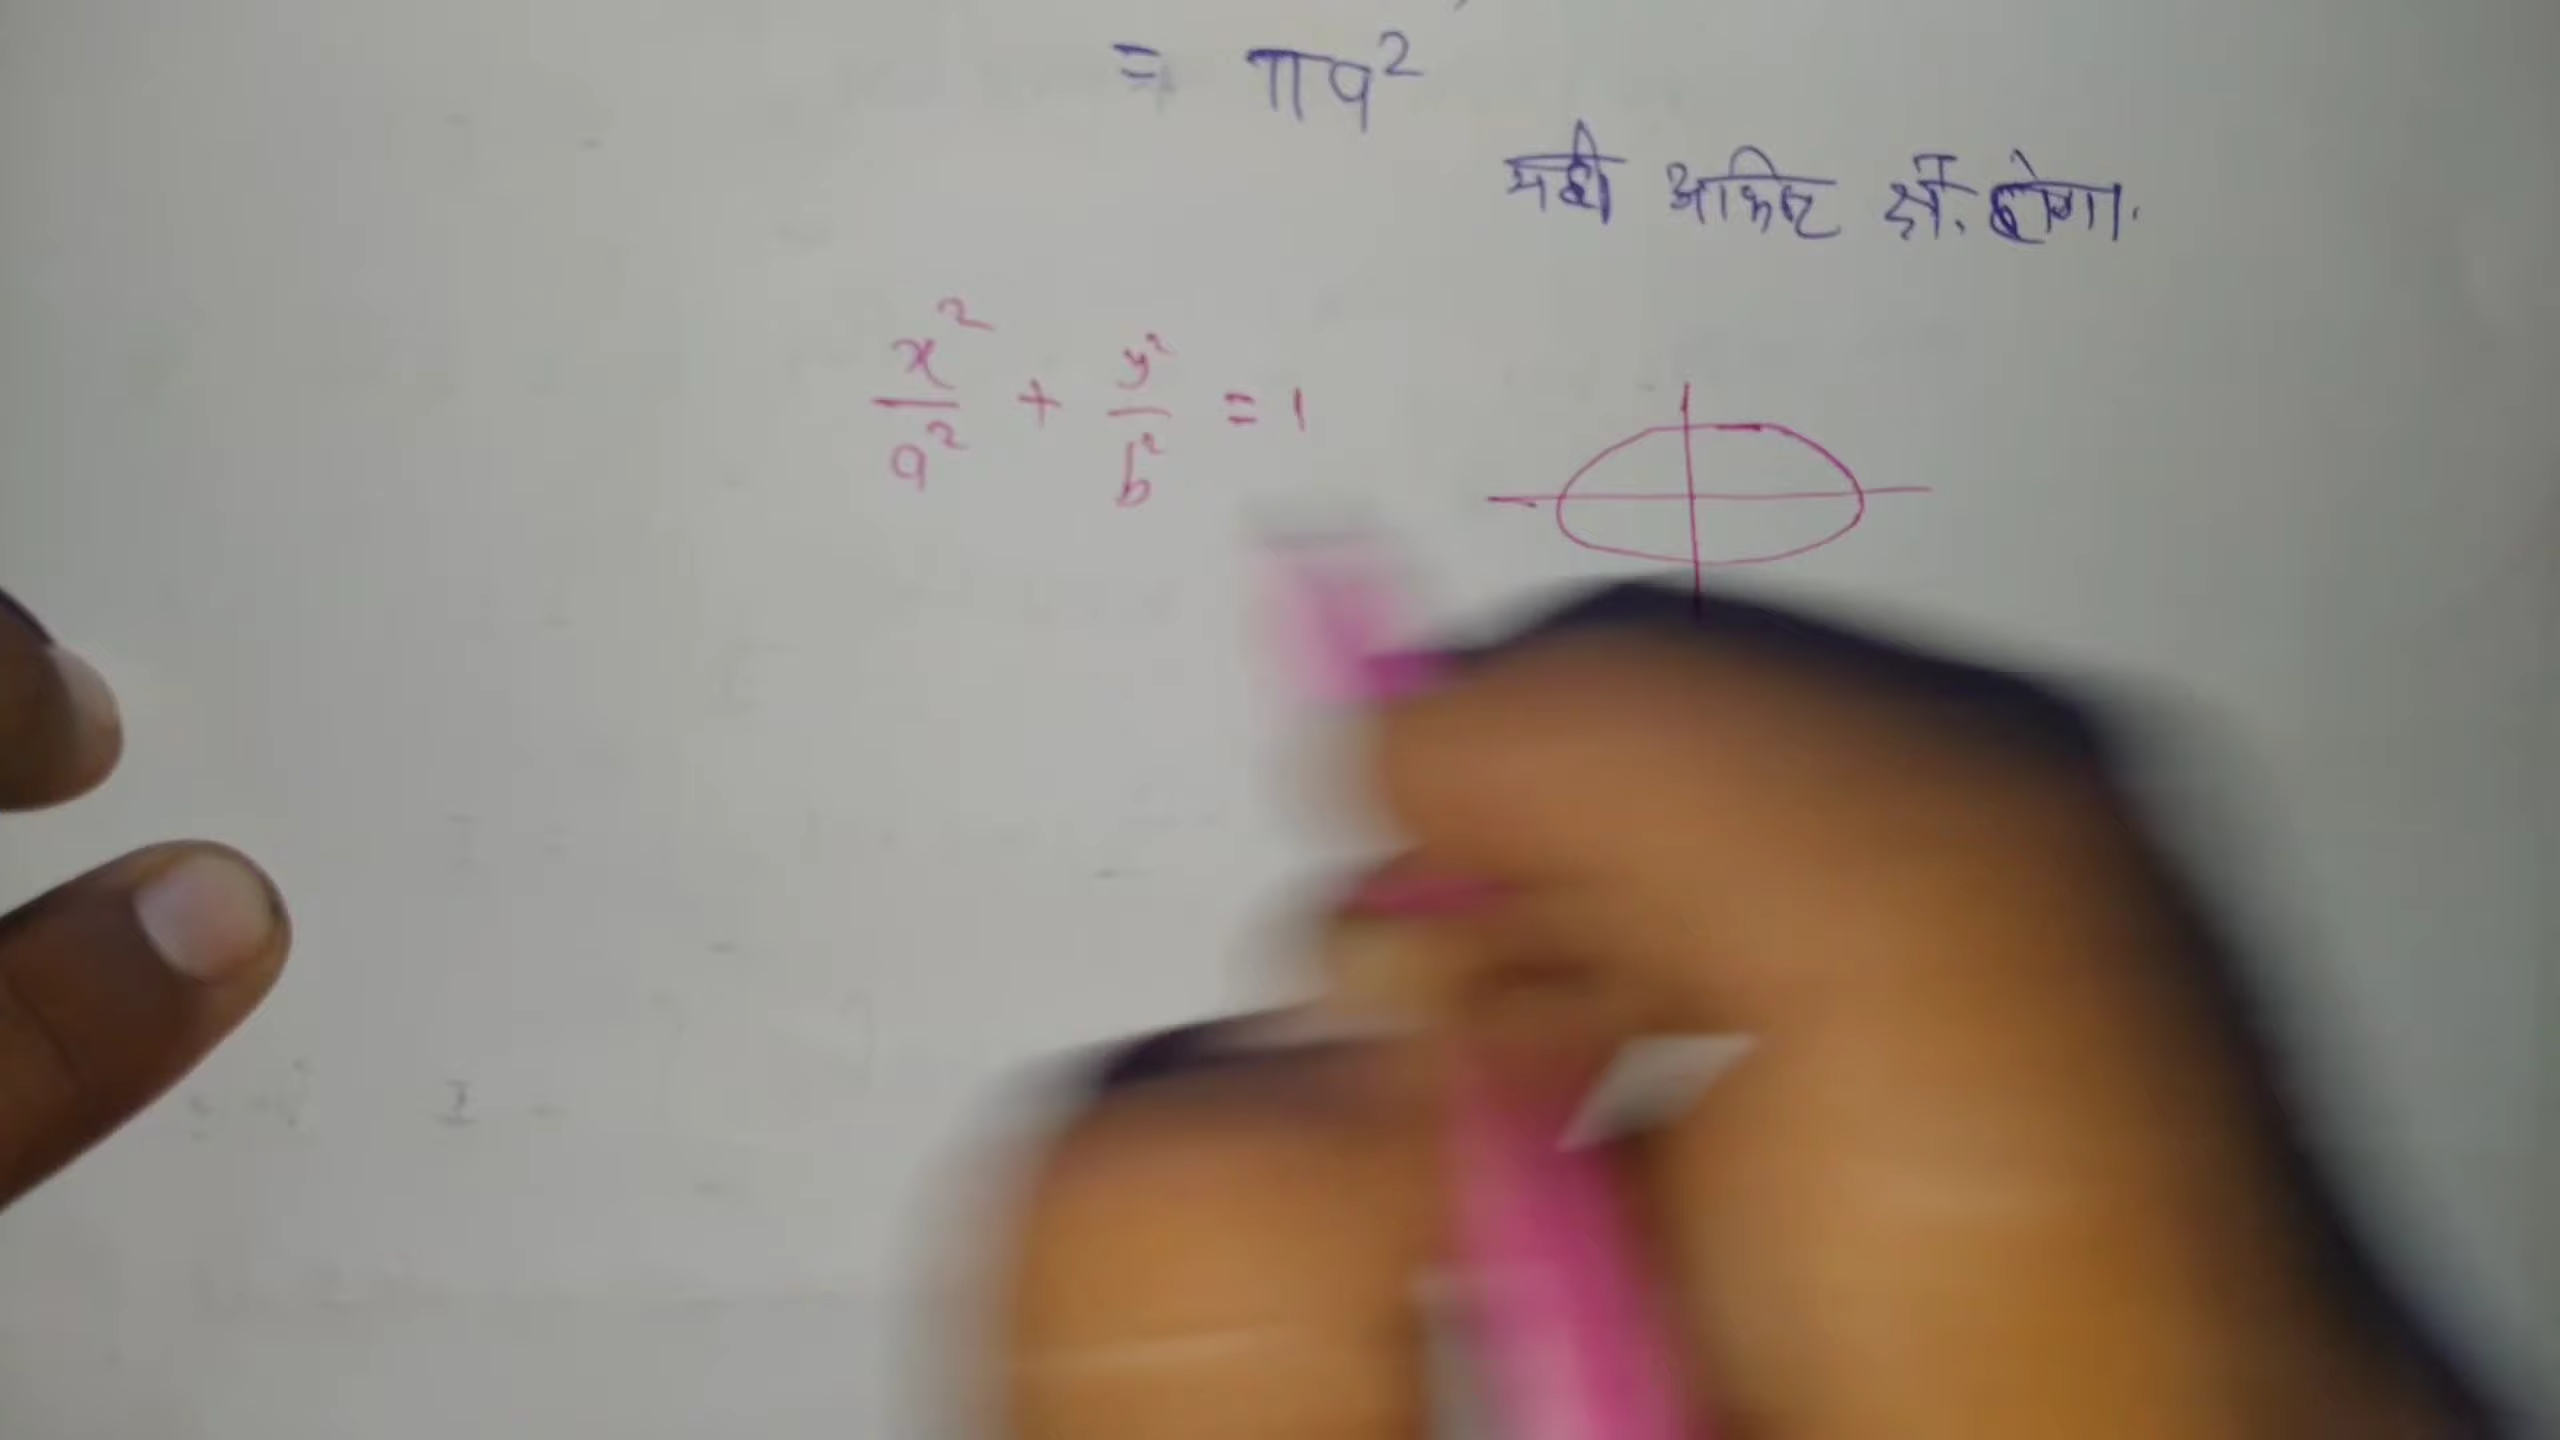 = πa²
यही अभिष्ट क्षे. होगा.
x²/a² + y²/b² = 1